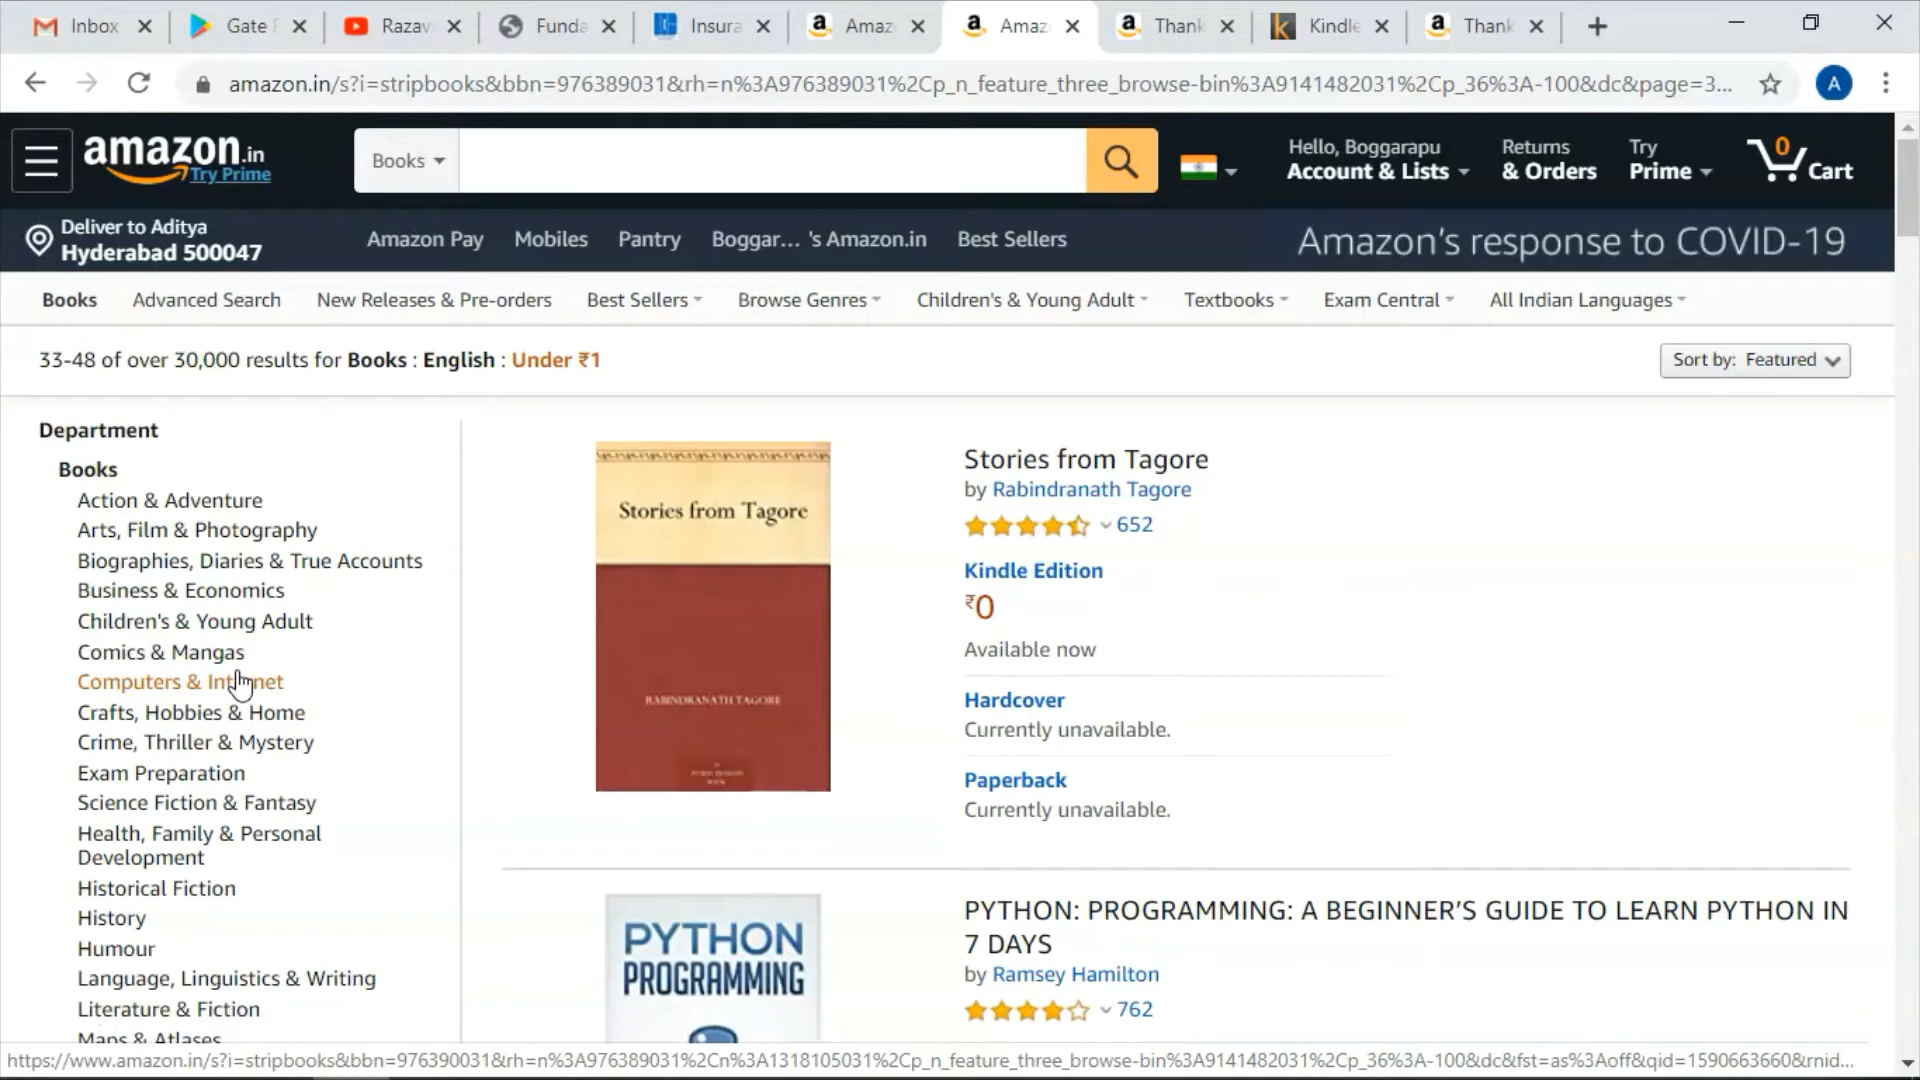 Inbox
Gate
Razav
Funda
Insura
Amaz
Amaz
Thank
Kindle
Thank
amazon.in/s?i=stripbooks&bbn=976389031&rh=n%3A976389031%2Cp_n_feature_three_browse-bin%3A9141482031%2Cp_36%3A-100&dc&page=3...
A
amazon.in
Try Prime
Books
Hello, Boggarapu
Account & Lists
Returns
& Orders
Try
Prime
0
Cart
Deliver to Aditya
Hyderabad 500047
Amazon Pay
Mobiles
Pantry
Boggar... 's Amazon.in
Best Sellers
Amazon's response to COVID-19
Books
Advanced Search
New Releases & Pre-orders
Best Sellers
Browse Genres
Children's & Young Adult
Textbooks
Exam Central
All Indian Languages
33-48 of over 30,000 results for Books : English : Under ₹1
Sort by: Featured
Department
Books
Action & Adventure
Arts, Film & Photography
Biographies, Diaries & True Accounts
Business & Economics
Children's & Young Adult
Comics & Mangas
Computers & Internet
Crafts, Hobbies & Home
Crime, Thriller & Mystery
Exam Preparation
Science Fiction & Fantasy
Health, Family & Personal
Development
Historical Fiction
History
Humour
Language, Linguistics & Writing
Literature & Fiction
Maps & Atlases
Stories from Tagore
RABINDRANATH TAGORE
Stories from Tagore
by Rabindranath Tagore
652
Kindle Edition
₹0
Available now
Hardcover
Currently unavailable.
Paperback
Currently unavailable.
PYTHON
PROGRAMMING
PYTHON: PROGRAMMING: A BEGINNER'S GUIDE TO LEARN PYTHON IN
7 DAYS
by Ramsey Hamilton
762
https://www.amazon.in/s?i=stripbooks&bbn=976390031&rh=n%3A976389031%2Cn%3A1318105031%2Cp_n_feature_three_browse-bin%3A9141482031%2Cp_36%3A-100&dc&fst=as%3Aoff&qid=1590663660&rnid...